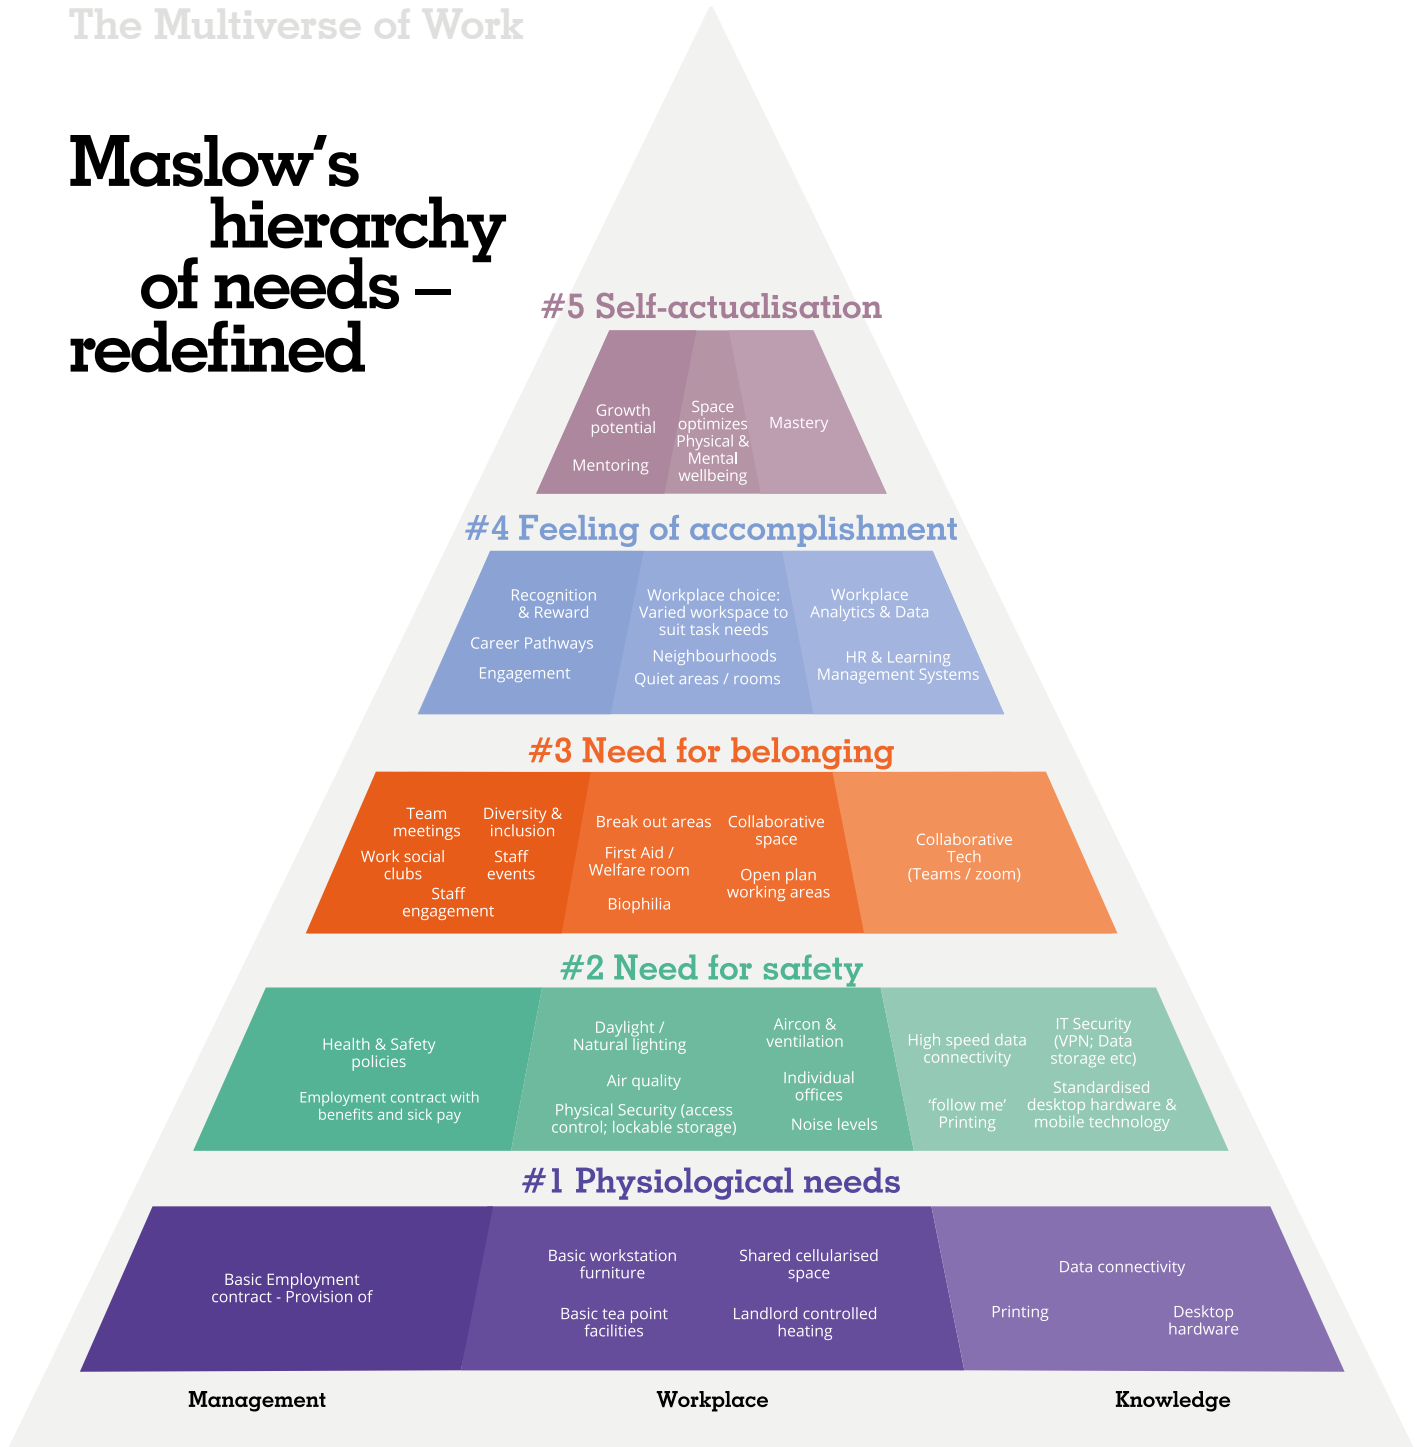 The Multiverse of Work
Maslow‘s
hierarchy
of needs –
redefined
#5 Self-actualisation
Growth
potential
Mentoring
Space
optimizes
Physical &
Mental
wellbeing
Mastery
#4 Feeling of accomplishment
Recognition
& Reward
Career Pathways
Engagement
Workplace choice:
Varied workspace to
suit task needs
Neighbourhoods
Quiet areas / rooms
Workplace
Analytics & Data
HR & Learning
Management Systems
#3 Need for belonging
Team
meetings
Diversity &
inclusion
Work social
clubs
Staff
events
Staff
engagement
Break out areas
First Aid /
Welfare room
Biophilia
Collaborative
space
Open plan
working areas
Collaborative
Tech
(Teams / zoom)
#2 Need for safety
Health & Safety
policies
Employment contract with
benefits and sick pay
Daylight /
Natural lighting
Air quality
Physical Security (access
control; lockable storage)
Aircon &
ventilation
Individual
offices
Noise levels
High speed data
connectivity
‘follow me’
Printing
IT Security
(VPN; Data
storage etc)
Standardised
desktop hardware &
mobile technology
#1 Physiological needs
Basic Employment
contract - Provision of
Basic workstation
furniture
Basic tea point
facilities
Shared cellularised
space
Landlord controlled
heating
Data connectivity
Printing
Desktop
hardware
Management
Workplace
Knowledge